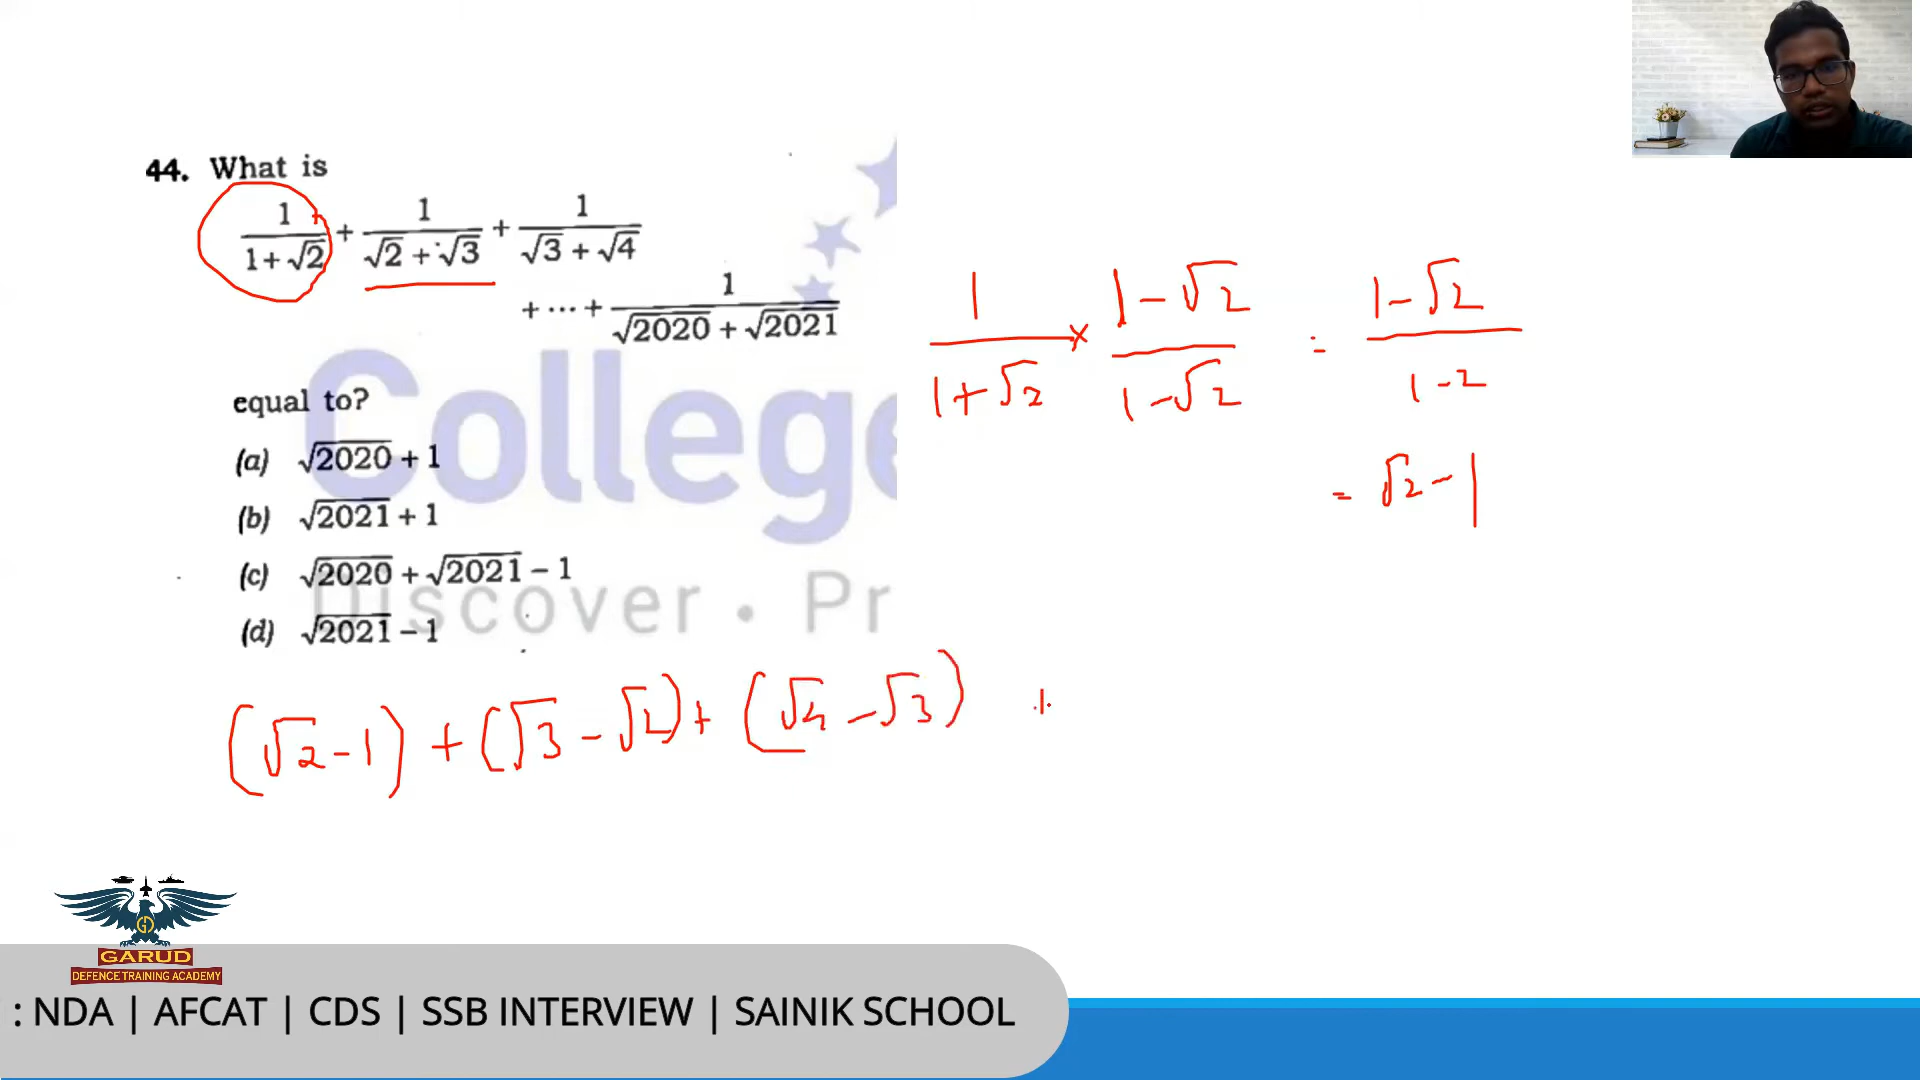 44. What is
1/(1+√2) + 1/(√2+√3) + 1/(√3+√4)
+ ... + 1/(√2020+√2021)
equal to?
(a) √2020 + 1
(b) √2021 + 1
(c) √2020 + √2021 − 1
(d) √2021 − 1
College
Discover • Pr
1/(1+√2) × (1−√2)/(1−√2) = (1−√2)/(1−2)
= √2 − 1
(√2−1) + (√3−√2) + (√4−√3) +
GARUD
DEFENCE TRAINING ACADEMY
: NDA | AFCAT | CDS | SSB INTERVIEW | SAINIK SCHOOL